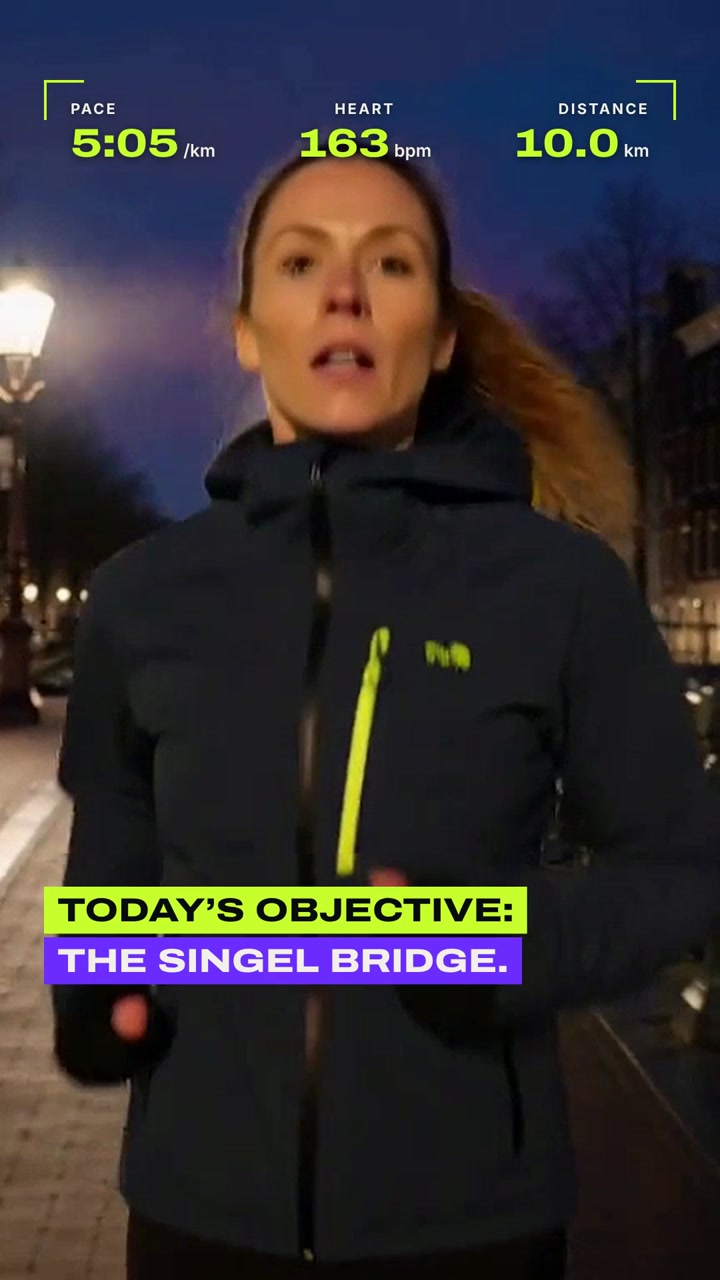 PACE HEART DISTANCE
5:05 /km 163 bpm 10.0 km
TODAY’S OBJECTIVE:
THE SINGEL BRIDGE.